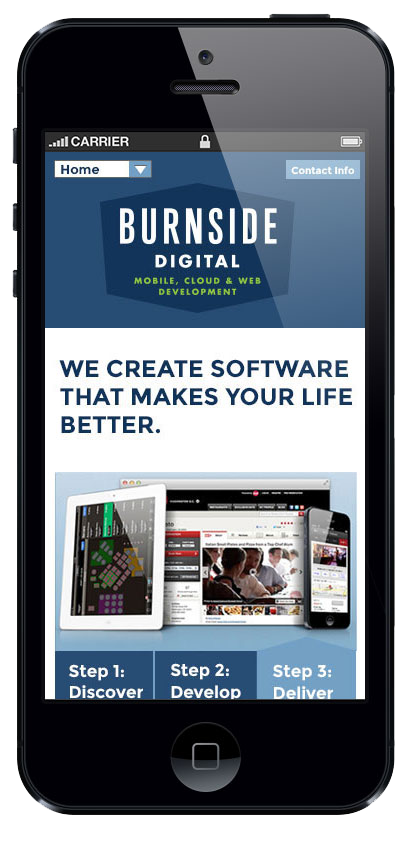 CARRIER
Home
Contact Info
BURNSIDE
DIGITAL
MOBILE, CLOUD & WEB
DEVELOPMENT
WE CREATE SOFTWARE
THAT MAKES YOUR LIFE
BETTER.
Step 1:
Discover
Step 2:
Develop
Step 3:
Deliver